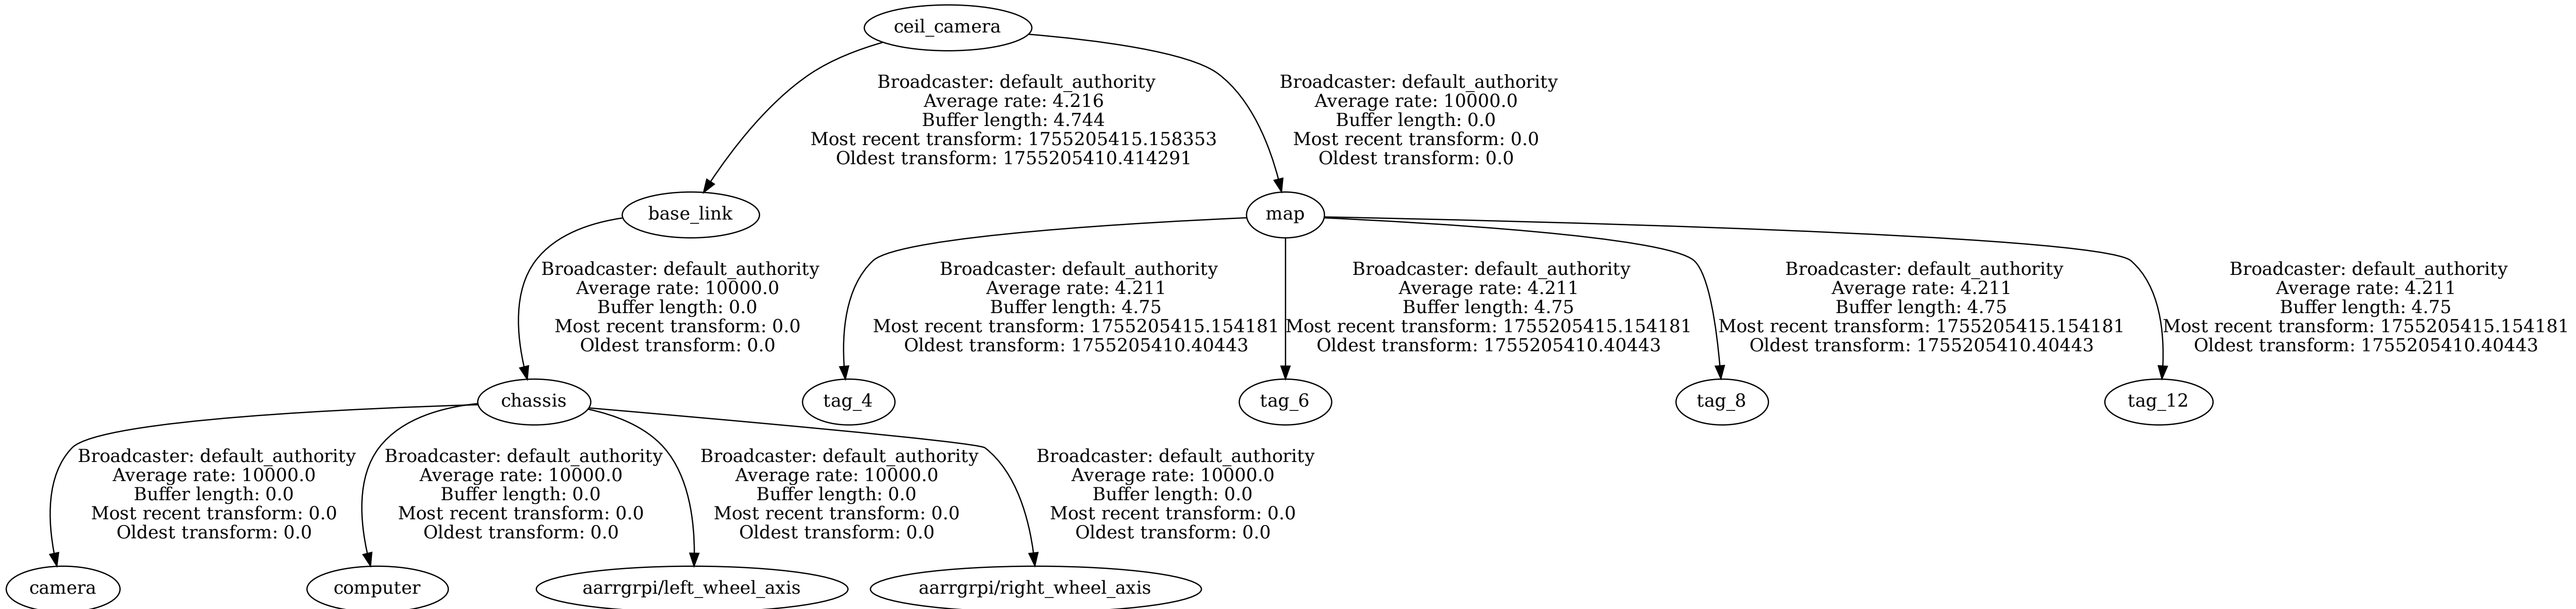 ceil_camera
Broadcaster: default_authority
Average rate: 4.216
Buffer length: 4.744
Most recent transform: 1755205415.158353
Oldest transform: 1755205410.414291
Broadcaster: default_authority
Average rate: 10000.0
Buffer length: 0.0
Most recent transform: 0.0
Oldest transform: 0.0
base_link
map
Broadcaster: default_authority
Average rate: 10000.0
Buffer length: 0.0
Most recent transform: 0.0
Oldest transform: 0.0
Broadcaster: default_authority
Average rate: 4.211
Buffer length: 4.75
Most recent transform: 1755205415.154181
Oldest transform: 1755205410.40443
Broadcaster: default_authority
Average rate: 4.211
Buffer length: 4.75
Most recent transform: 1755205415.154181
Oldest transform: 1755205410.40443
Broadcaster: default_authority
Average rate: 4.211
Buffer length: 4.75
Most recent transform: 1755205415.154181
Oldest transform: 1755205410.40443
Broadcaster: default_authority
Average rate: 4.211
Buffer length: 4.75
Most recent transform: 1755205415.154181
Oldest transform: 1755205410.40443
chassis
tag_4
tag_6
tag_8
tag_12
Broadcaster: default_authority
Average rate: 10000.0
Buffer length: 0.0
Most recent transform: 0.0
Oldest transform: 0.0
Broadcaster: default_authority
Average rate: 10000.0
Buffer length: 0.0
Most recent transform: 0.0
Oldest transform: 0.0
Broadcaster: default_authority
Average rate: 10000.0
Buffer length: 0.0
Most recent transform: 0.0
Oldest transform: 0.0
Broadcaster: default_authority
Average rate: 10000.0
Buffer length: 0.0
Most recent transform: 0.0
Oldest transform: 0.0
camera
computer
aarrgrpi/left_wheel_axis
aarrgrpi/right_wheel_axis